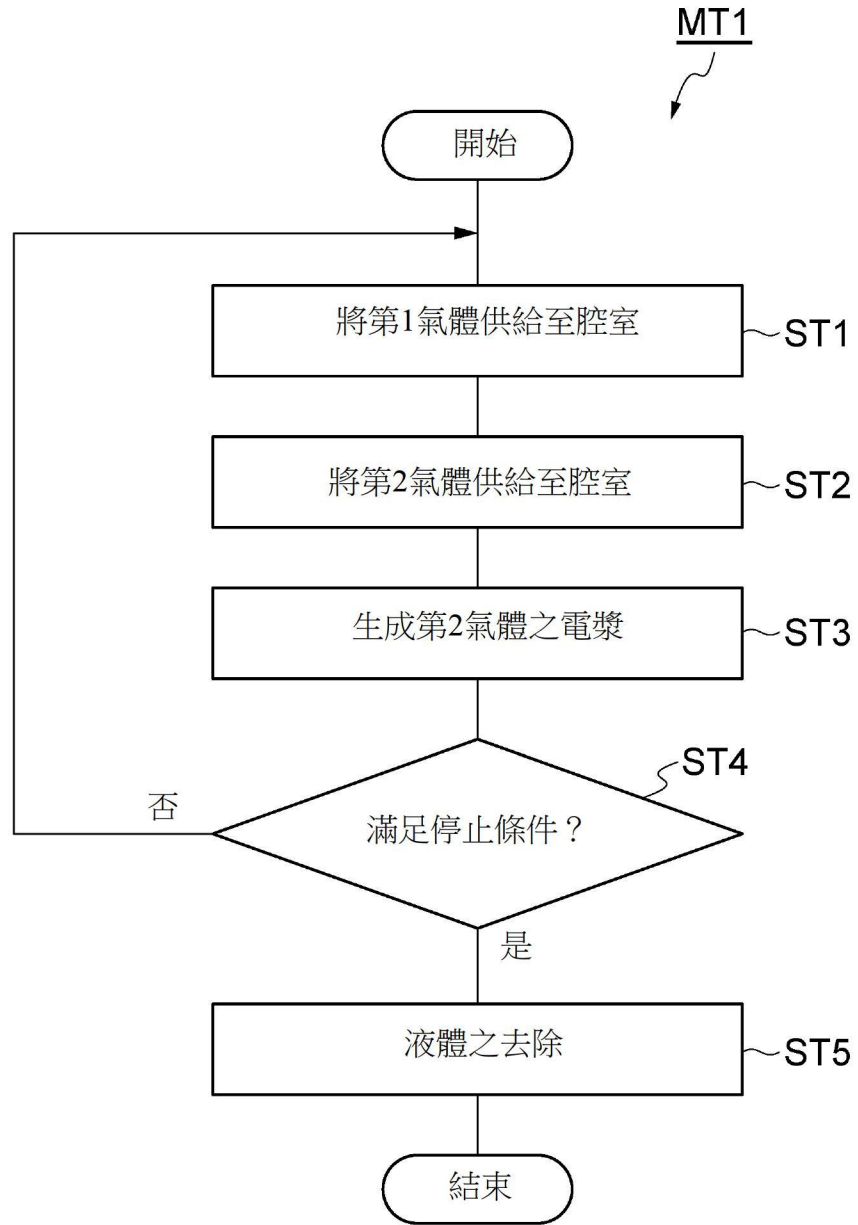 MT1
開始
將第1氣體供給至腔室
ST1
將第2氣體供給至腔室
ST2
生成第2氣體之電漿
ST3
ST4
滿足停止條件？
否
是
液體之去除
ST5
結束